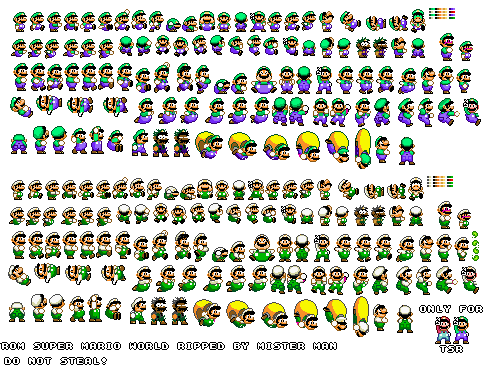 ONLY FOR
TSR
ROM SUPER MARIO WORLD RIPPED BY MISTER MAN
DO NOT STEAL!